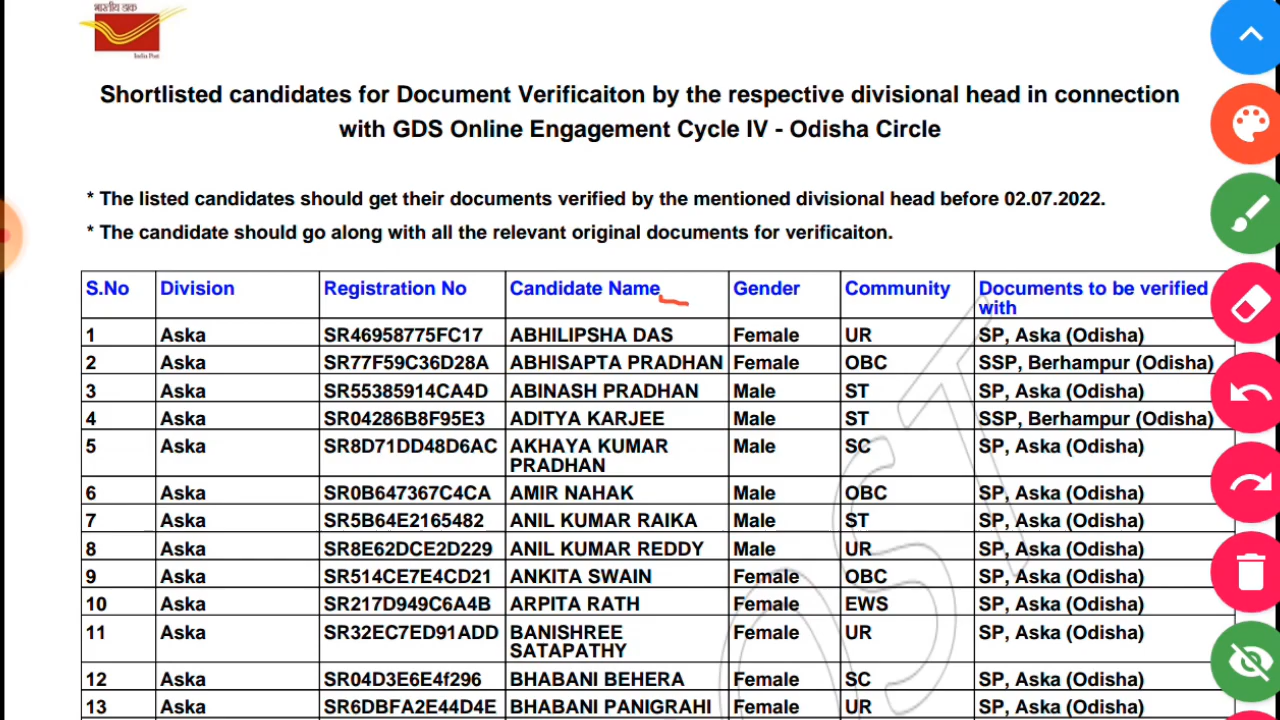 भारतीय डाक
India Post
Shortlisted candidates for Document Verificaiton by the respective divisional head in connection
with GDS Online Engagement Cycle IV - Odisha Circle
* The listed candidates should get their documents verified by the mentioned divisional head before 02.07.2022.
* The candidate should go along with all the relevant original documents for verificaiton.
S.No Division Registration No Candidate Name Gender Community Documents to be verified
with
1 Aska SR46958775FC17 ABHILIPSHA DAS Female UR SP, Aska (Odisha)
2 Aska SR77F59C36D28A ABHISAPTA PRADHAN Female OBC SSP, Berhampur (Odisha)
3 Aska SR55385914CA4D ABINASH PRADHAN Male ST SP, Aska (Odisha)
4 Aska SR04286B8F95E3 ADITYA KARJEE Male ST SSP, Berhampur (Odisha)
5 Aska SR8D71DD48D6AC AKHAYA KUMAR Male SC SP, Aska (Odisha)
PRADHAN
6 Aska SR0B647367C4CA AMIR NAHAK Male OBC SP, Aska (Odisha)
7 Aska SR5B64E2165482 ANIL KUMAR RAIKA Male ST SP, Aska (Odisha)
8 Aska SR8E62DCE2D229 ANIL KUMAR REDDY Male UR SP, Aska (Odisha)
9 Aska SR514CE7E4CD21 ANKITA SWAIN Female OBC SP, Aska (Odisha)
10 Aska SR217D949C6A4B ARPITA RATH Female EWS SP, Aska (Odisha)
11 Aska SR32EC7ED91ADD BANISHREE Female UR SP, Aska (Odisha)
SATAPATHY
12 Aska SR04D3E6E4f296 BHABANI BEHERA Female SC SP, Aska (Odisha)
13 Aska SR6DBFA2E44D4E BHABANI PANIGRAHI Female UR SP, Aska (Odisha)
OST